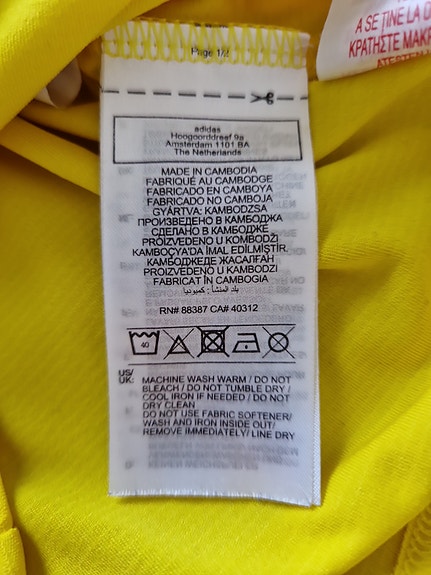 Page 1/2
A SE ȚINE LA D
ΚΡΑΤΗΣΤΕ ΜΑΚΡ
adidas
Hoogoorddreef 9a
Amsterdam 1101 BA
The Netherlands
MADE IN CAMBODIA
FABRIQUÉ AU CAMBODGE
FABRICADO EN CAMBOYA
FABRICADO NO CAMBOJA
GYÁRTVA: KAMBODZSA
ПРОИЗВЕДЕНО В КАМБОДЖА
СДЕЛАНО В КАМБОДЖЕ
PROIZVEDENO U KOMBODŽI
KAMBOÇYA'DA İMAL EDİLMİŞTİR.
КАМБОДЖЕДЕ ЖАСАЛҒАН
PROIZVEDENO U KAMBODZI
FABRICAT ÎN CAMBOGIA
بلد المنشأ : كمبوديا
RN# 88387 CA# 40312
40
US/
UK:
MACHINE WASH WARM / DO NOT
BLEACH / DO NOT TUMBLE DRY /
COOL IRON IF NEEDED / DO NOT
DRY CLEAN
DO NOT USE FABRIC SOFTENER/
WASH AND IRON INSIDE OUT/
REMOVE IMMEDIATELY/ LINE DRY